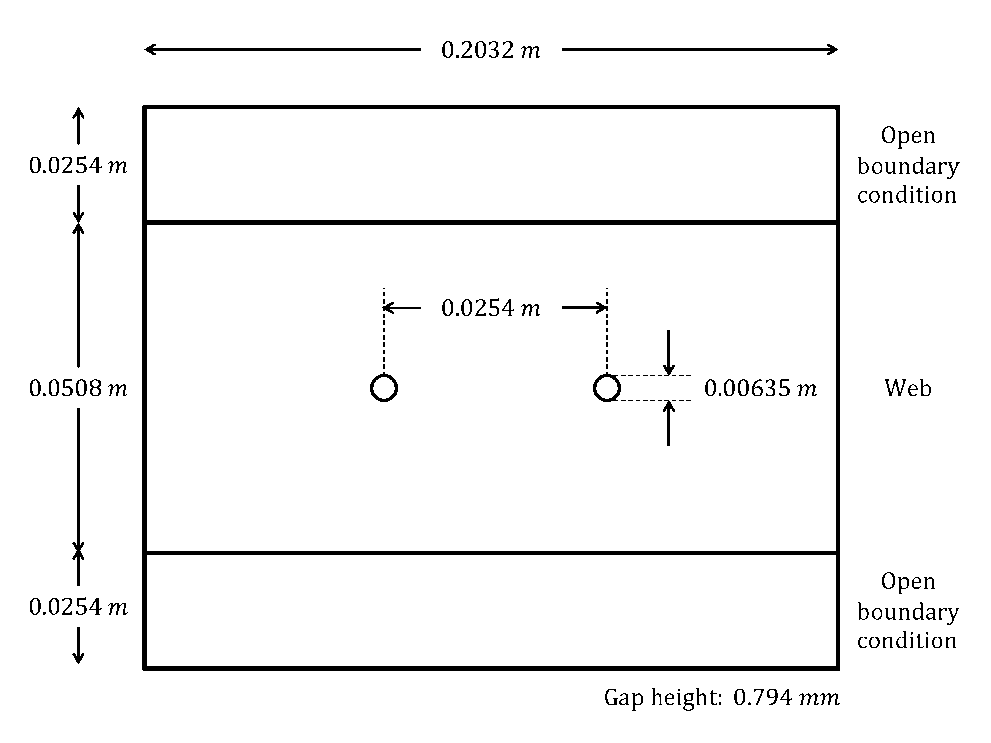 0.2032 m
Open
boundary
condition
0.0254 m
0.0254 m
0.0508 m
0.00635 m
Web
Open
boundary
condition
0.0254 m
Gap height: 0.794 mm